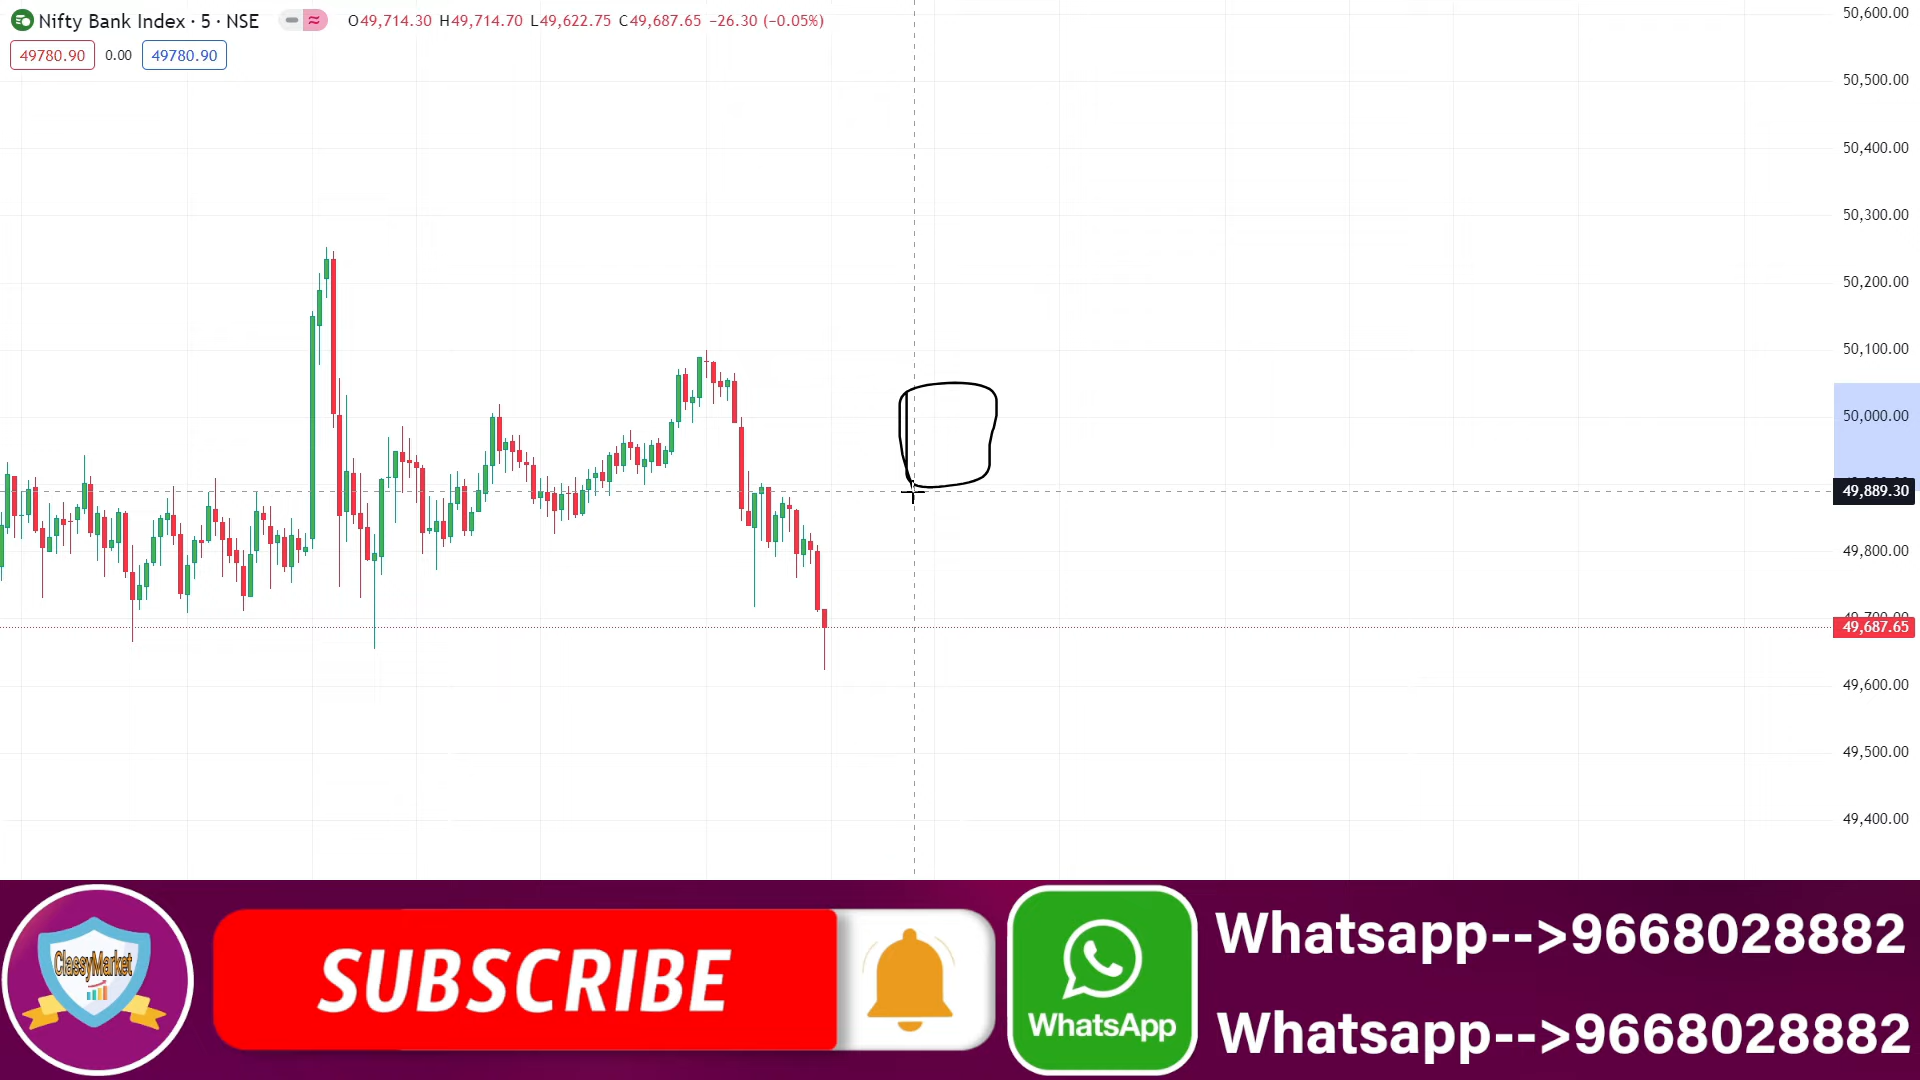 Nifty Bank Index · 5 · NSE
O49,714.30 H49,714.70 L49,622.75 C49,687.65 −26.30 (−0.05%)
49780.90 0.00 49780.90
50,600.00
50,500.00
50,400.00
50,300.00
50,200.00
50,100.00
50,000.00
49,889.30
49,800.00
49,700.00
49,687.65
49,600.00
49,500.00
49,400.00
ClassyMarket
SUBSCRIBE
WhatsApp
Whatsapp-->9668028882
Whatsapp-->9668028882